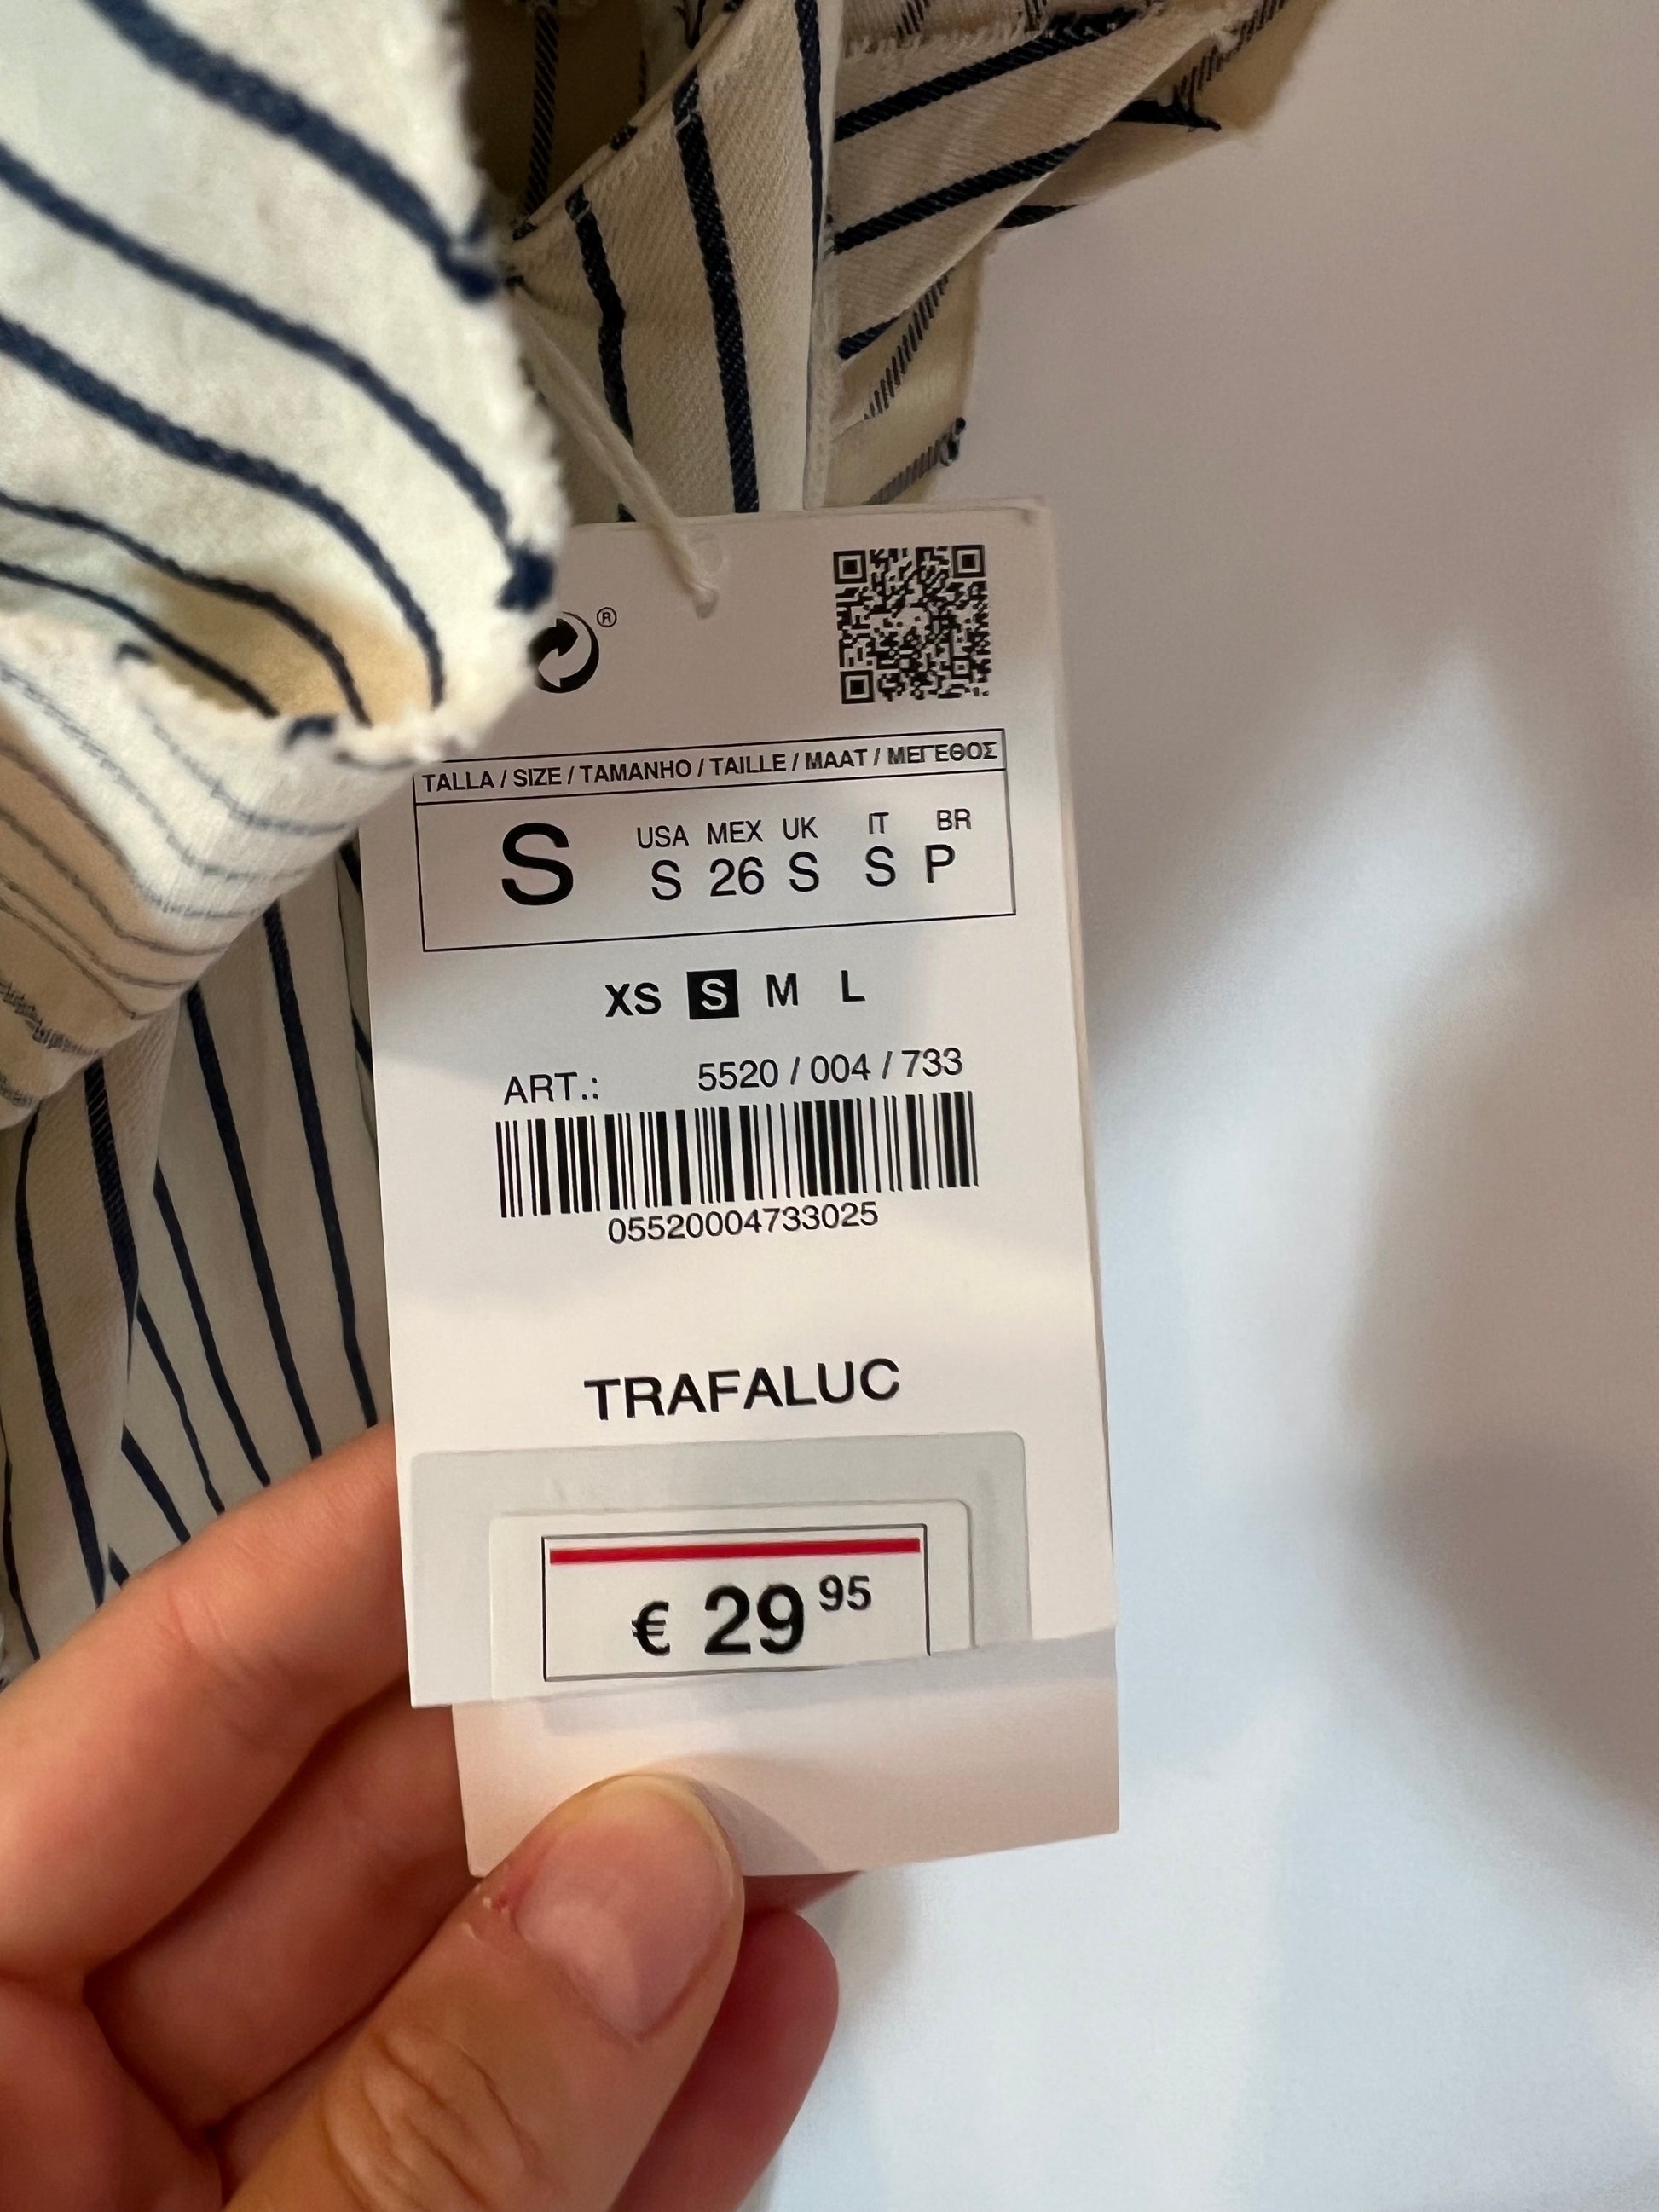 ®
TALLA / SIZE / TAMANHO / TAILLE / MAAT / ΜΕΓΕΘΟΣ
USA MEX UK IT BR
S S 26 S S P
XS S M L
ART.: 5520 / 004 / 733
05520004733025
TRAFALUC
€ 29 95